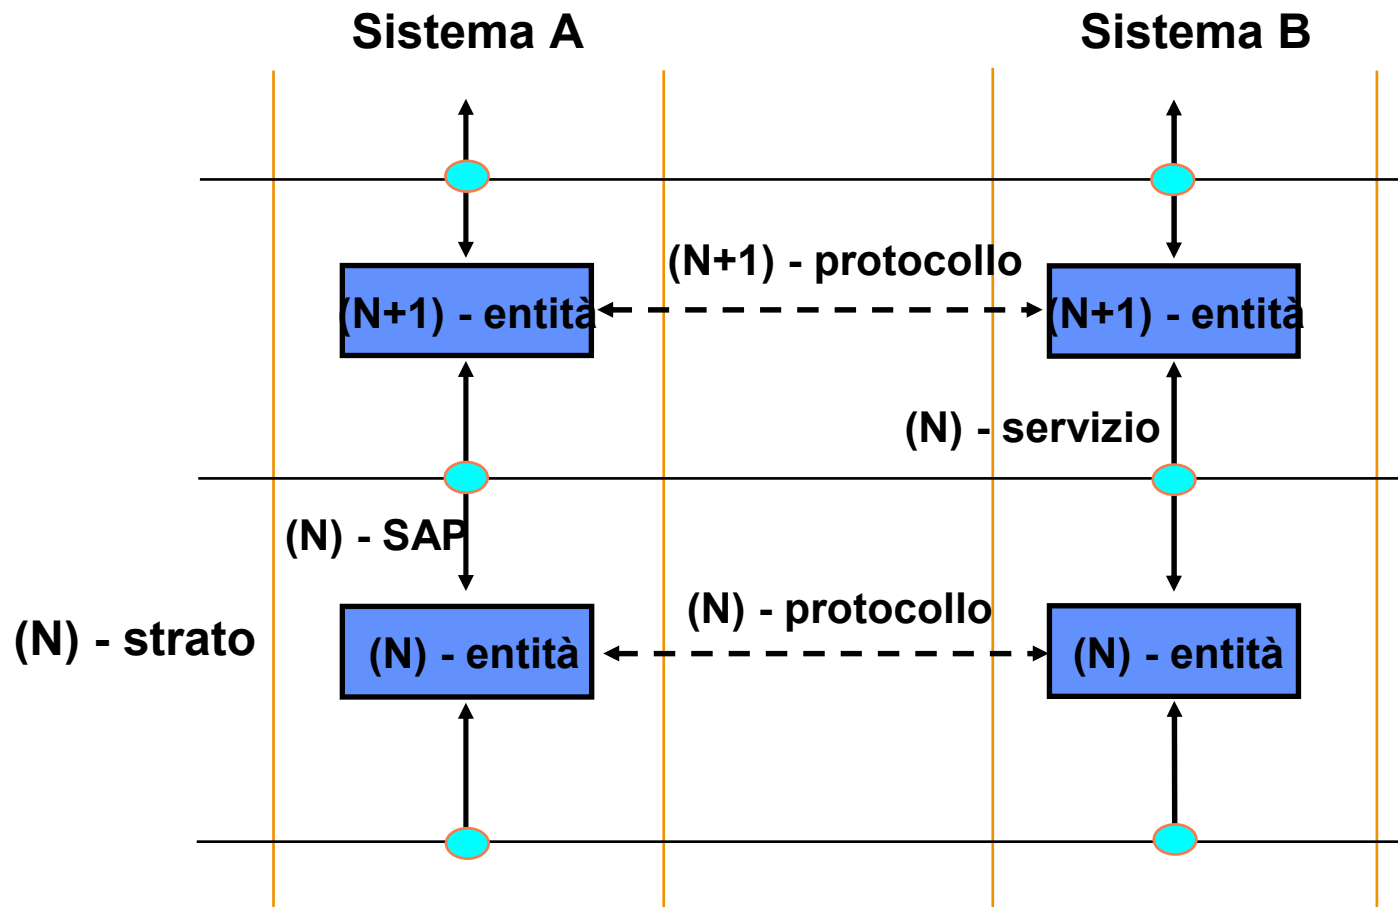 Sistema A
Sistema B
(N+1) - protocollo
(N+1) - entità
(N+1) - entità
(N) - servizio
(N) - SAP
(N) - protocollo
(N) - strato
(N) - entità
(N) - entità